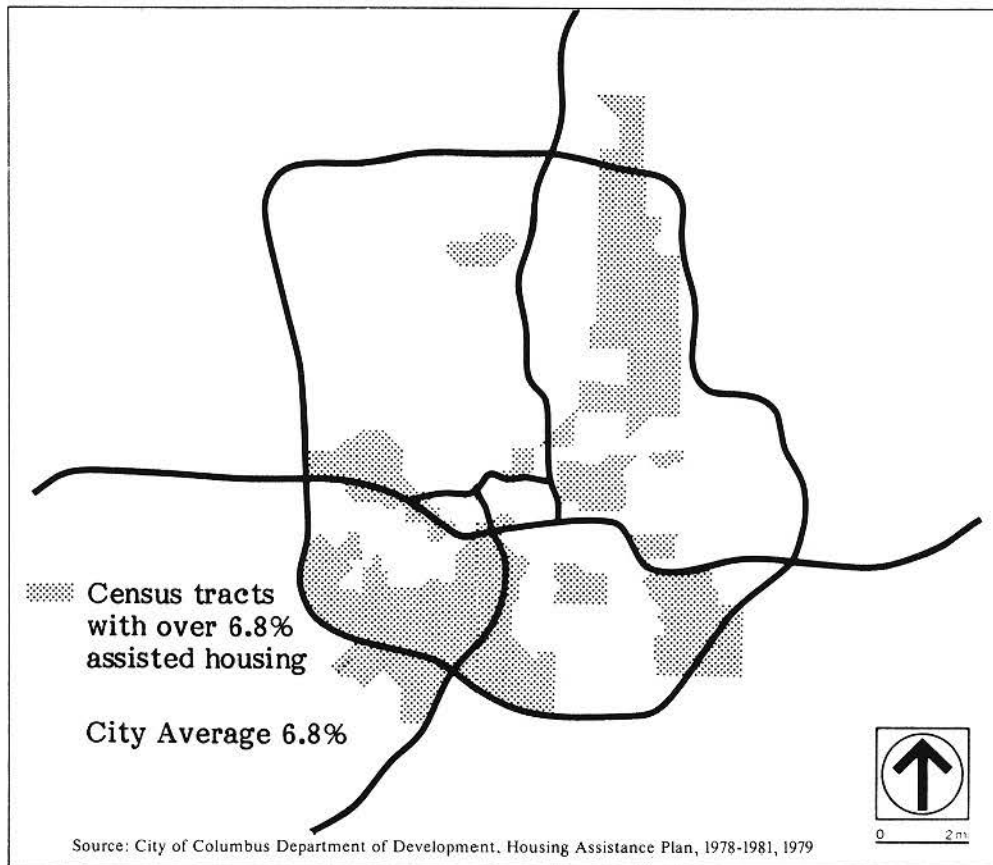 Census tracts
with over 6.8%
assisted housing
City Average 6.8%
0 2 m
Source: City of Columbus Department of Development. Housing Assistance Plan, 1978-1981, 1979